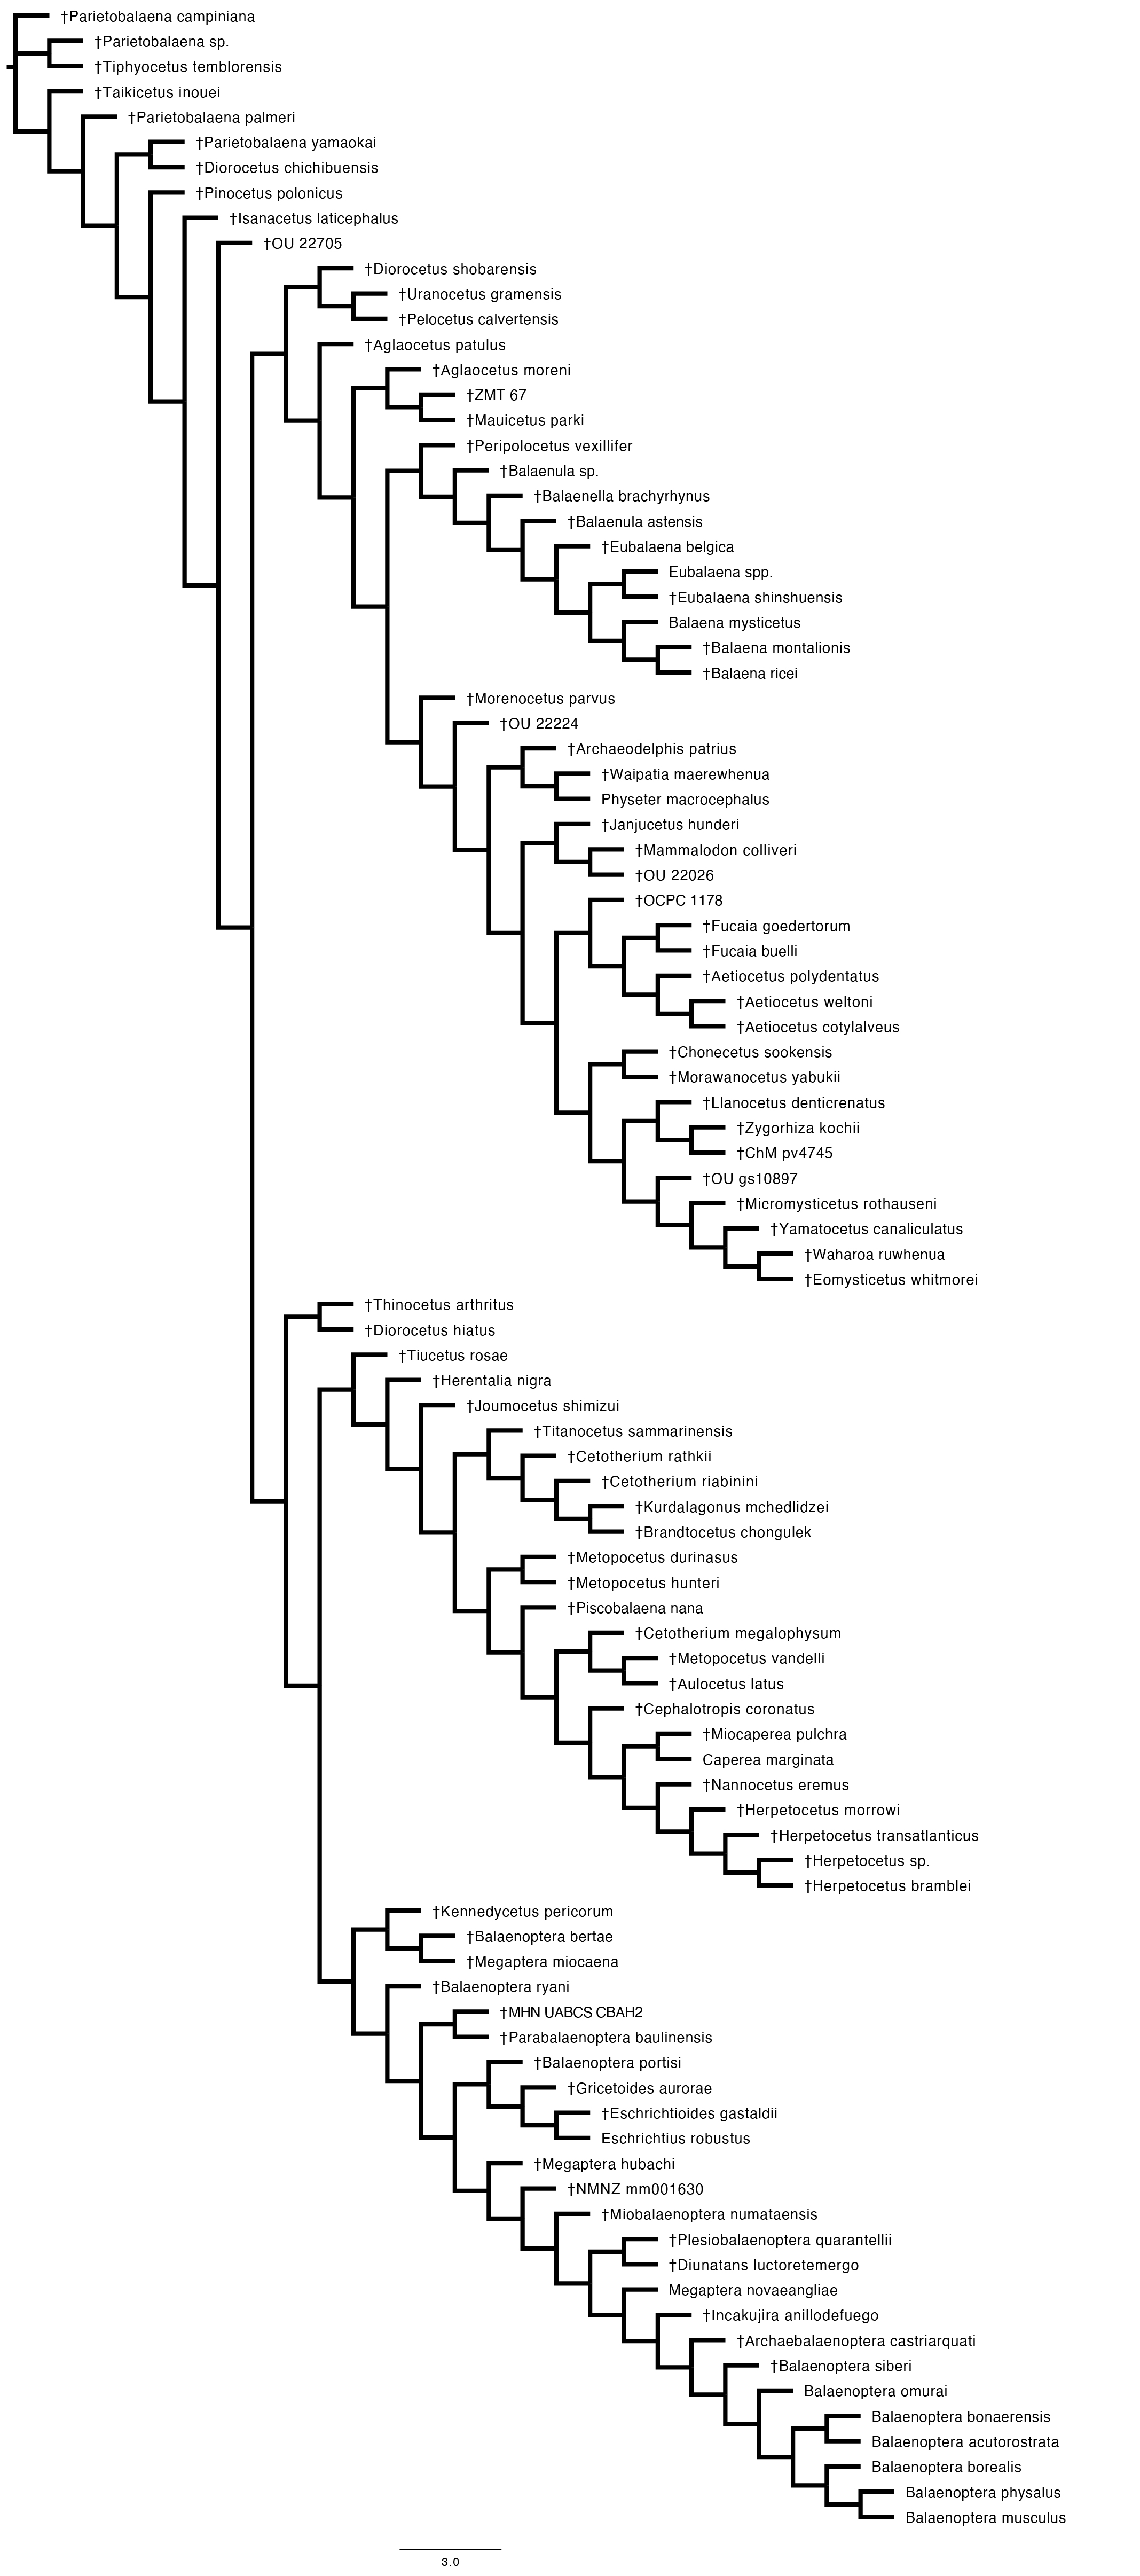 †Parietobalaena campiniana
†Parietobalaena sp.
†Tiphyocetus temblorensis
†Taikicetus inouei
†Parietobalaena palmeri
†Parietobalaena yamaokai
†Diorocetus chichibuensis
†Pinocetus polonicus
†Isanacetus laticephalus
†OU 22705
†Diorocetus shobarensis
†Uranocetus gramensis
†Pelocetus calvertensis
†Aglaocetus patulus
†Aglaocetus moreni
†ZMT 67
†Mauicetus parki
†Peripolocetus vexillifer
†Balaenula sp.
†Balaenella brachyrhynus
†Balaenula astensis
†Eubalaena belgica
Eubalaena spp.
†Eubalaena shinshuensis
Balaena mysticetus
†Balaena montalionis
†Balaena ricei
†Morenocetus parvus
†OU 22224
†Archaeodelphis patrius
†Waipatia maerewhenua
Physeter macrocephalus
†Janjucetus hunderi
†Mammalodon colliveri
†OU 22026
†OCPC 1178
†Fucaia goedertorum
†Fucaia buelli
†Aetiocetus polydentatus
†Aetiocetus weltoni
†Aetiocetus cotylalveus
†Chonecetus sookensis
†Morawanocetus yabukii
†Llanocetus denticrenatus
†Zygorhiza kochii
†ChM pv4745
†OU gs10897
†Micromysticetus rothauseni
†Yamatocetus canaliculatus
†Waharoa ruwhenua
†Eomysticetus whitmorei
†Thinocetus arthritus
†Diorocetus hiatus
†Tiucetus rosae
†Herentalia nigra
†Joumocetus shimizui
†Titanocetus sammarinensis
†Cetotherium rathkii
†Cetotherium riabinini
†Kurdalagonus mchedlidzei
†Brandtocetus chongulek
†Metopocetus durinasus
†Metopocetus hunteri
†Piscobalaena nana
†Cetotherium megalophysum
†Metopocetus vandelli
†Aulocetus latus
†Cephalotropis coronatus
†Miocaperea pulchra
Caperea marginata
†Nannocetus eremus
†Herpetocetus morrowi
†Herpetocetus transatlanticus
†Herpetocetus sp.
†Herpetocetus bramblei
†Kennedycetus pericorum
†Balaenoptera bertae
†Megaptera miocaena
†Balaenoptera ryani
†MHN UABCS CBAH2
†Parabalaenoptera baulinensis
†Balaenoptera portisi
†Gricetoides aurorae
†Eschrichtioides gastaldii
Eschrichtius robustus
†Megaptera hubachi
†NMNZ mm001630
†Miobalaenoptera numataensis
†Plesiobalaenoptera quarantellii
†Diunatans luctoretemergo
Megaptera novaeangliae
†Incakujira anillodefuego
†Archaebalaenoptera castriarquati
†Balaenoptera siberi
Balaenoptera omurai
Balaenoptera bonaerensis
Balaenoptera acutorostrata
Balaenoptera borealis
Balaenoptera physalus
Balaenoptera musculus
3.0